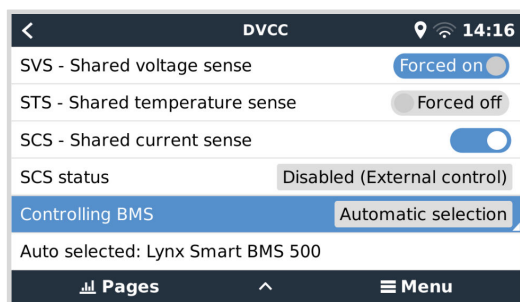 DVCC 14:16
SVS - Shared voltage sense Forced on
STS - Shared temperature sense Forced off
SCS - Shared current sense
SCS status Disabled (External control)
Controlling BMS Automatic selection
Auto selected: Lynx Smart BMS 500
Pages Menu